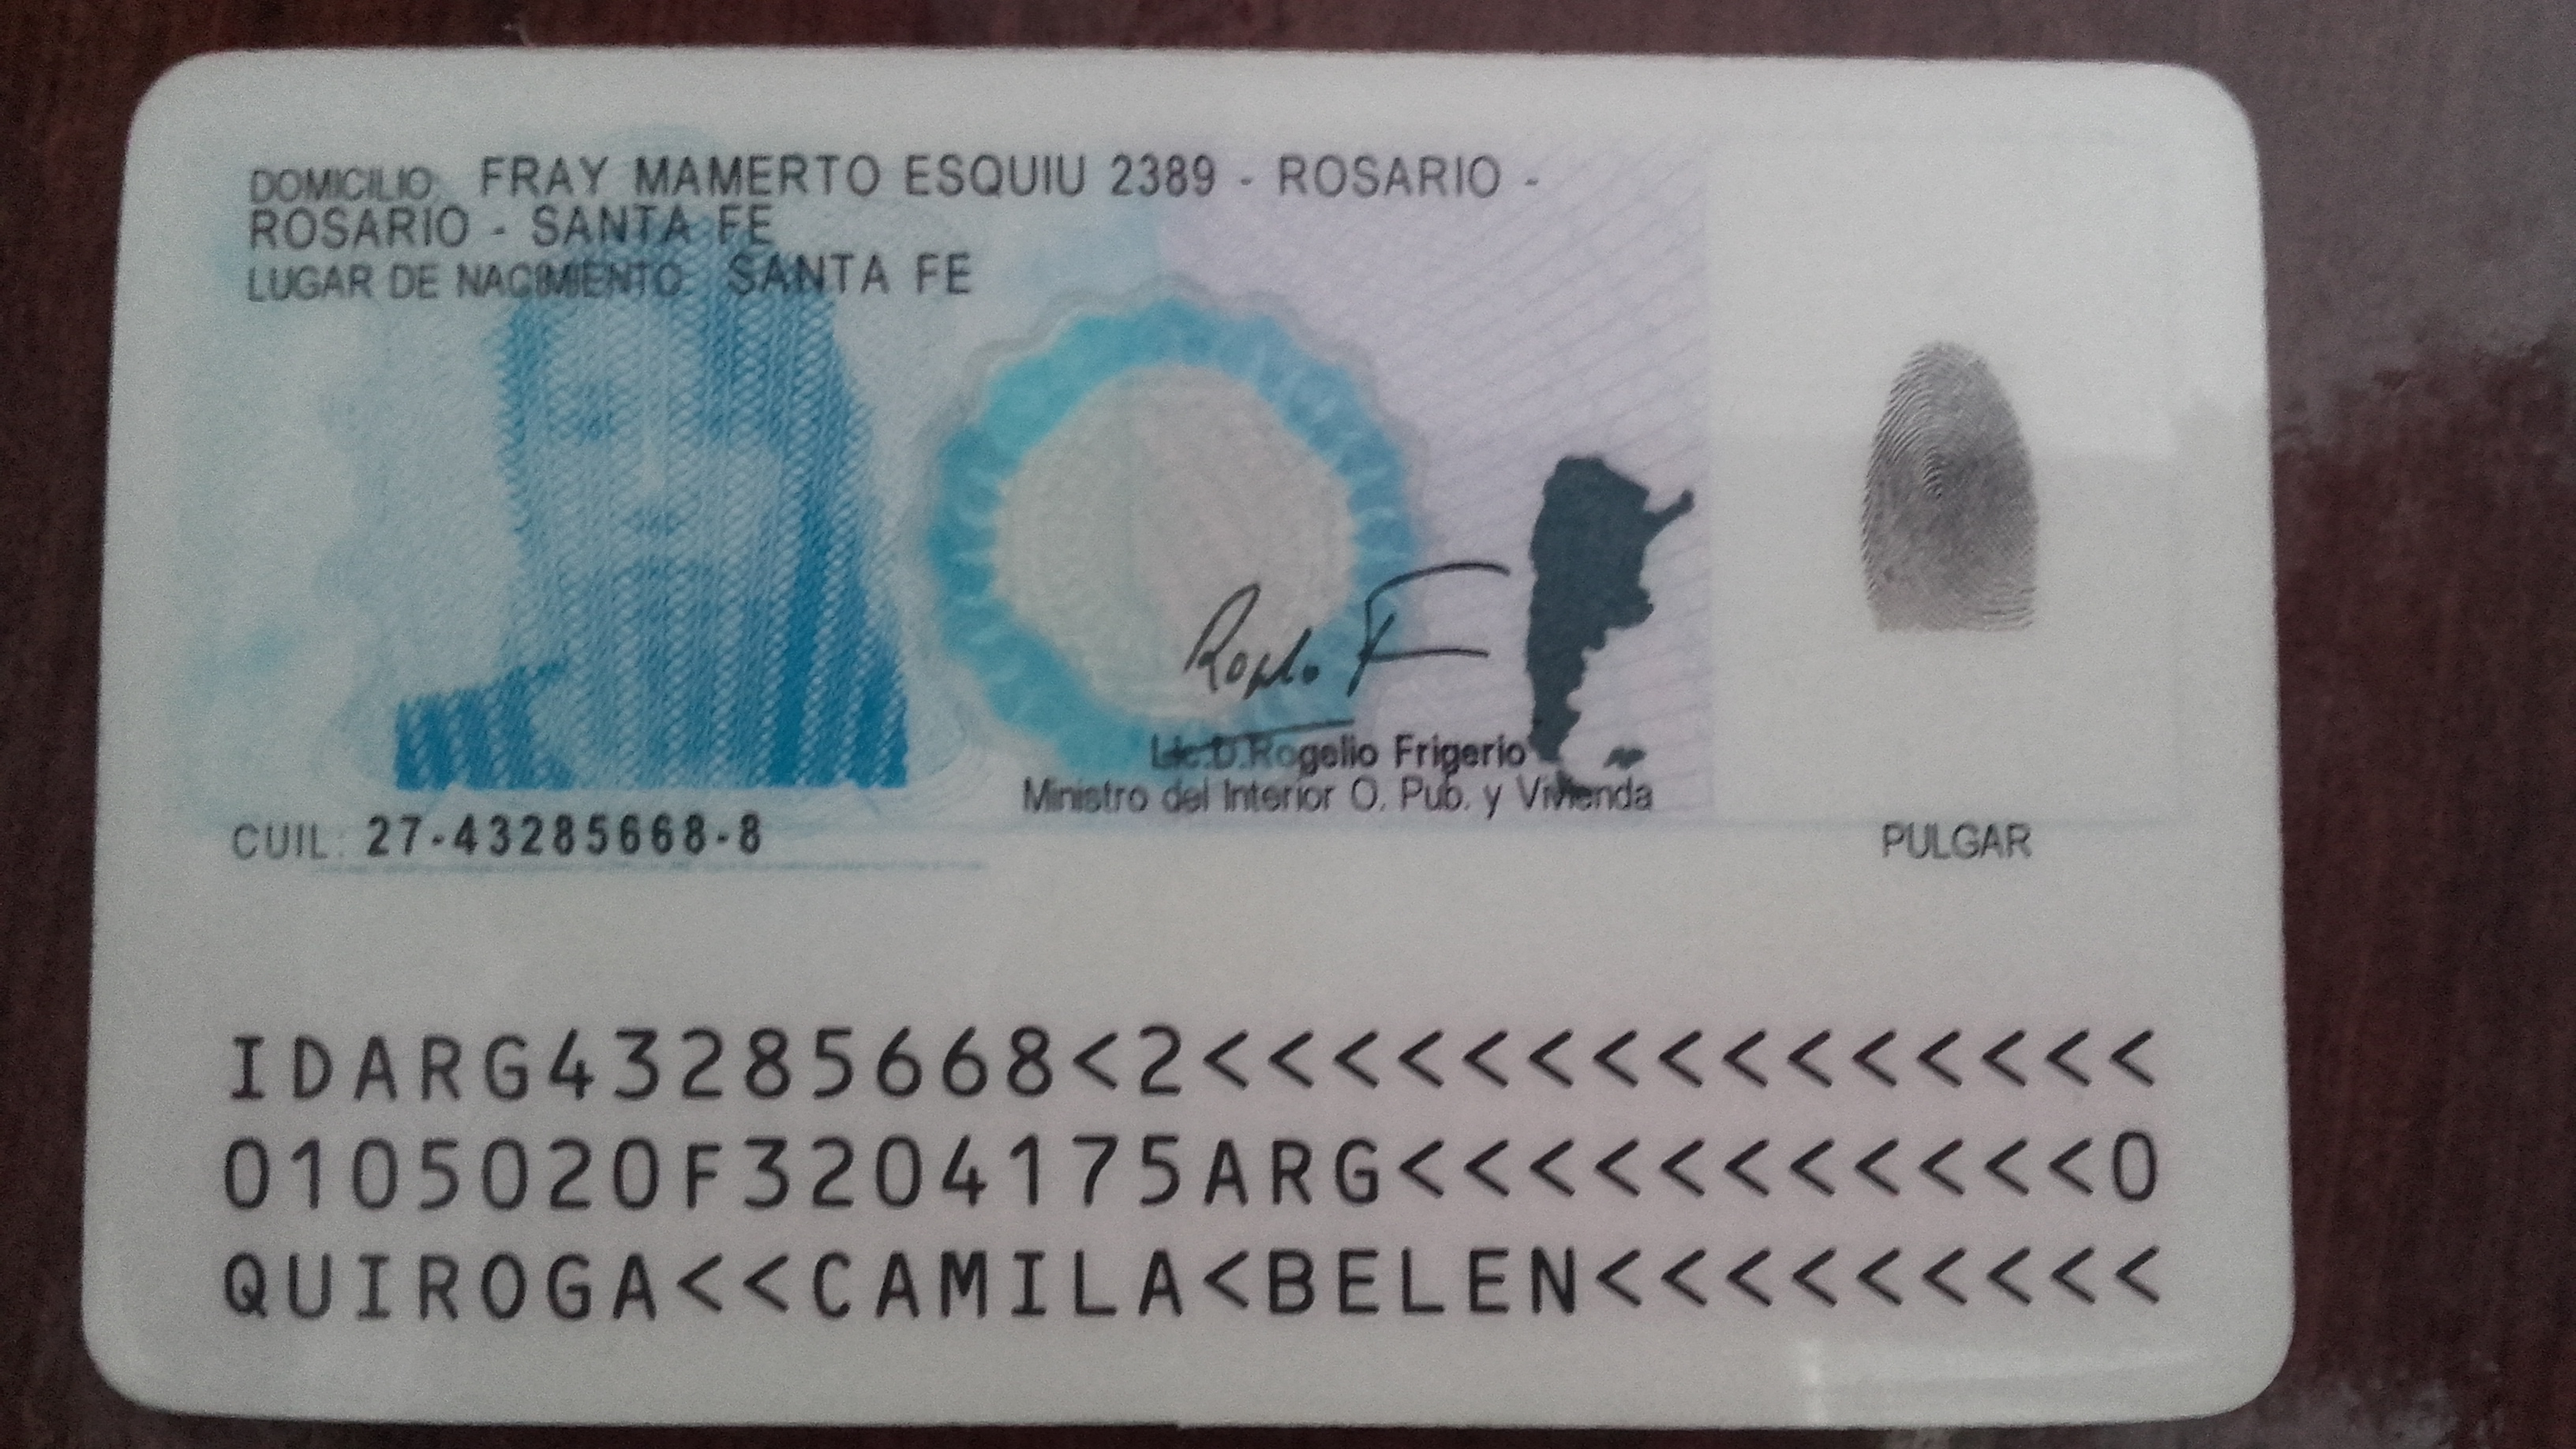 DOMICILIO: FRAY MAMERTO ESQUIU 2389 - ROSARIO -
ROSARIO - SANTA FE
LUGAR DE NACIMIENTO: SANTA FE
Lic. Rogelio Frigerio
Ministro del Interior O. Pub. y Vivienda
CUIL: 27-43285668-8
PULGAR
IDARG43285668<2<<<<<<<<<<<<<<<
0105020F3204175ARG<<<<<<<<<<<0
QUIROGA<<CAMILA<BELEN<<<<<<<<<